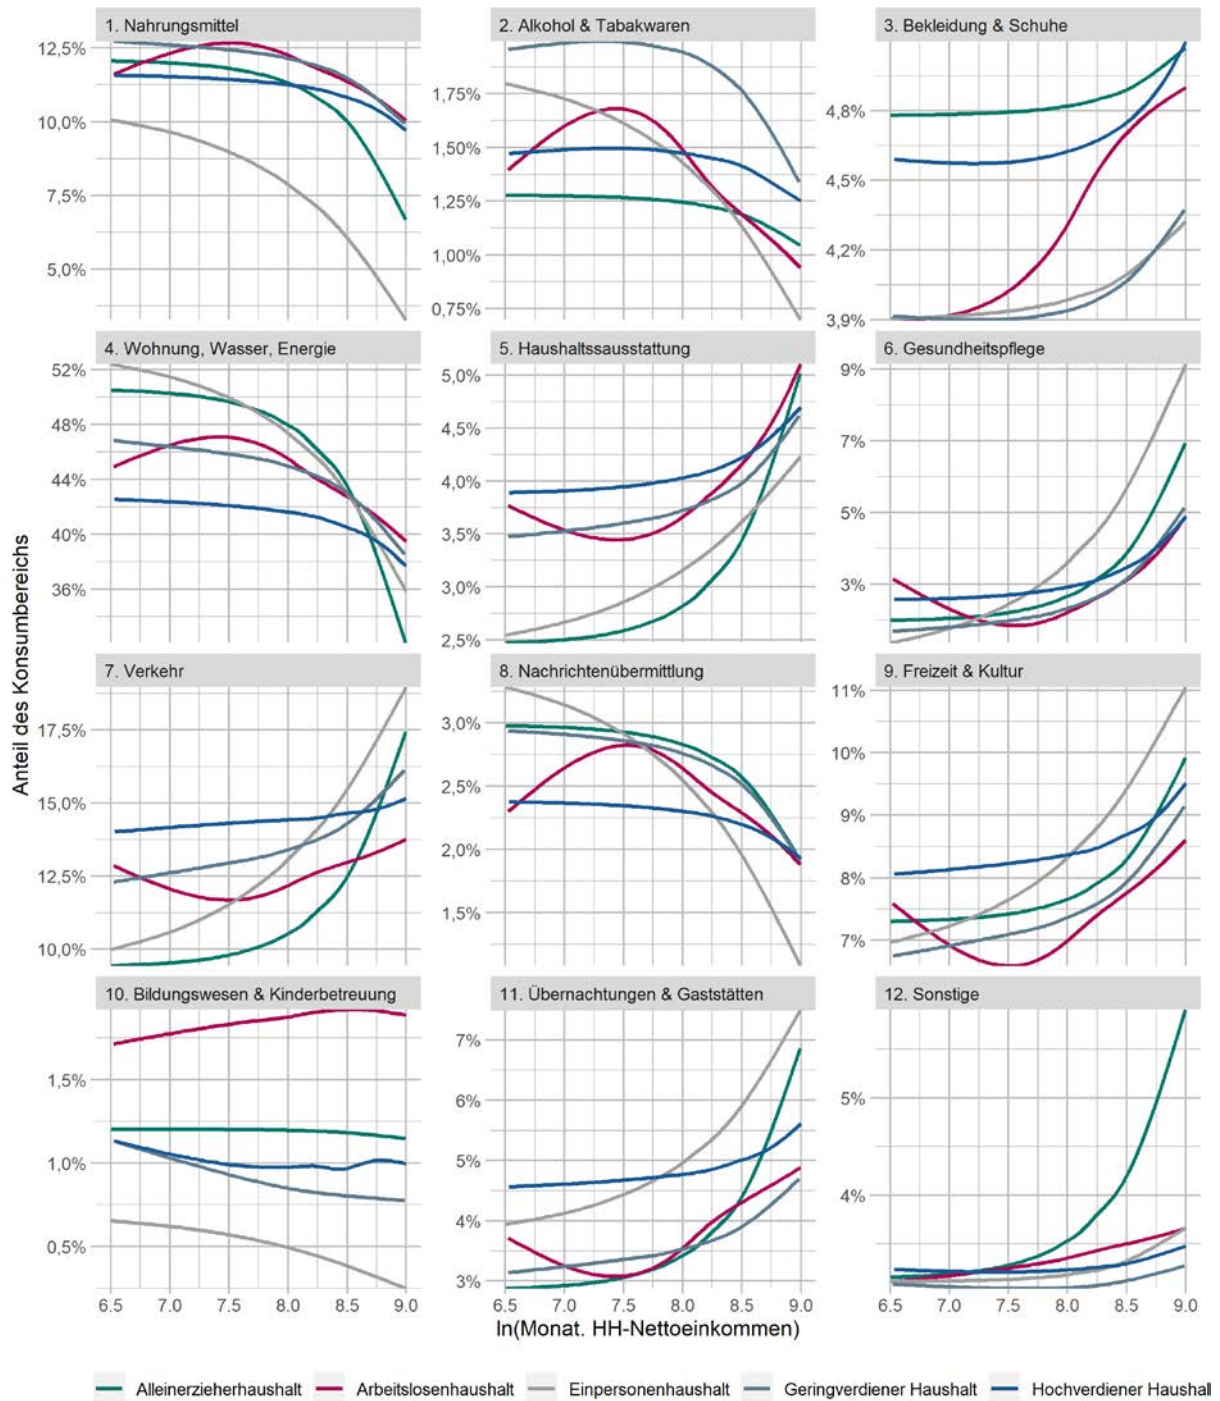 1. Nahrungsmittel
2. Alkohol & Tabakwaren
3. Bekleidung & Schuhe
12,5%
10,0%
7,5%
5,0%
1,75%
1,50%
1,25%
1,00%
0,75%
4,8%
4,5%
4,2%
3,9%
4. Wohnung, Wasser, Energie
5. Haushaltssausstattung
6. Gesundheitspflege
52%
48%
44%
40%
36%
5,0%
4,5%
4,0%
3,5%
3,0%
2,5%
9%
7%
5%
3%
Anteil des Konsumbereichs
7. Verkehr
8. Nachrichtenübermittlung
9. Freizeit & Kultur
17,5%
15,0%
12,5%
10,0%
3,0%
2,5%
2,0%
1,5%
11%
10%
9%
8%
7%
10. Bildungswesen & Kinderbetreuung
11. Übernachtungen & Gaststätten
12. Sonstige
1,5%
1,0%
0,5%
7%
6%
5%
4%
3%
5%
4%
6.5 7.0 7.5 8.0 8.5 9.0
6.5 7.0 7.5 8.0 8.5 9.0
6.5 7.0 7.5 8.0 8.5 9.0
ln(Monat. HH-Nettoeinkommen)
Alleinerzieherhaushalt Arbeitslosenhaushalt Einpersonenhaushalt Geringverdiener Haushalt Hochverdiener Haushal